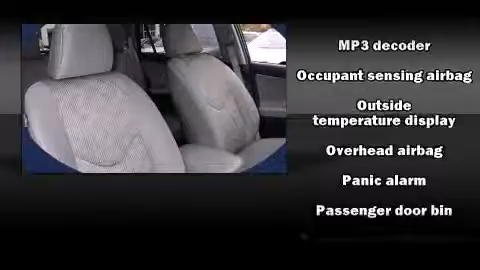 MP3 decoder
Occupant sensing airbag
Outside
temperature display
Overhead airbag
Panic alarm
Passenger door bin